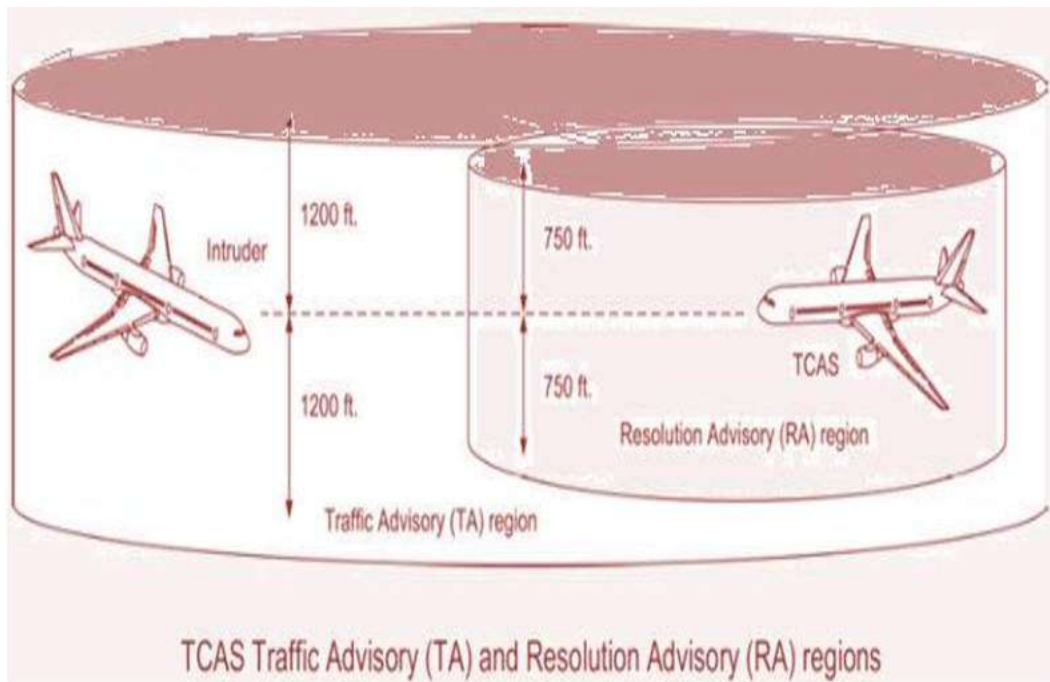 1200 ft.
750 ft.
Intruder
TCAS
1200 ft.
750 ft.
Resolution Advisory (RA) region
Traffic Advisory (TA) region
TCAS Traffic Advisory (TA) and Resolution Advisory (RA) regions